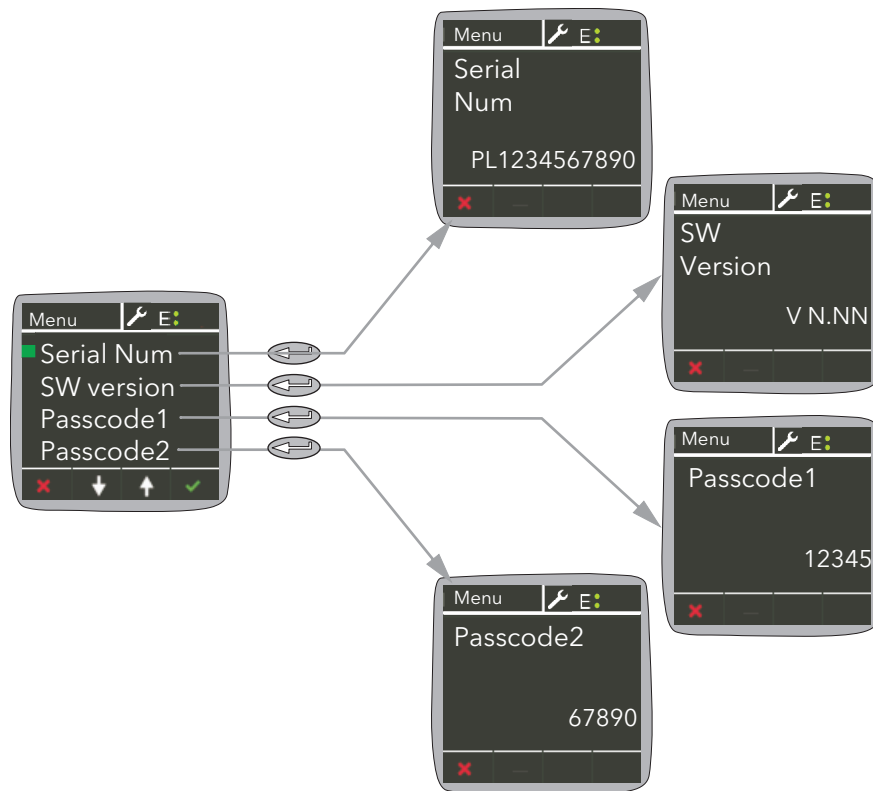 Menu E:
Serial
Num
PL1234567890
Menu E:
SW
Version
V N.NN
Menu E:
Serial Num
SW version
Passcode1
Passcode2
Menu E:
Passcode1
12345
Menu E:
Passcode2
67890